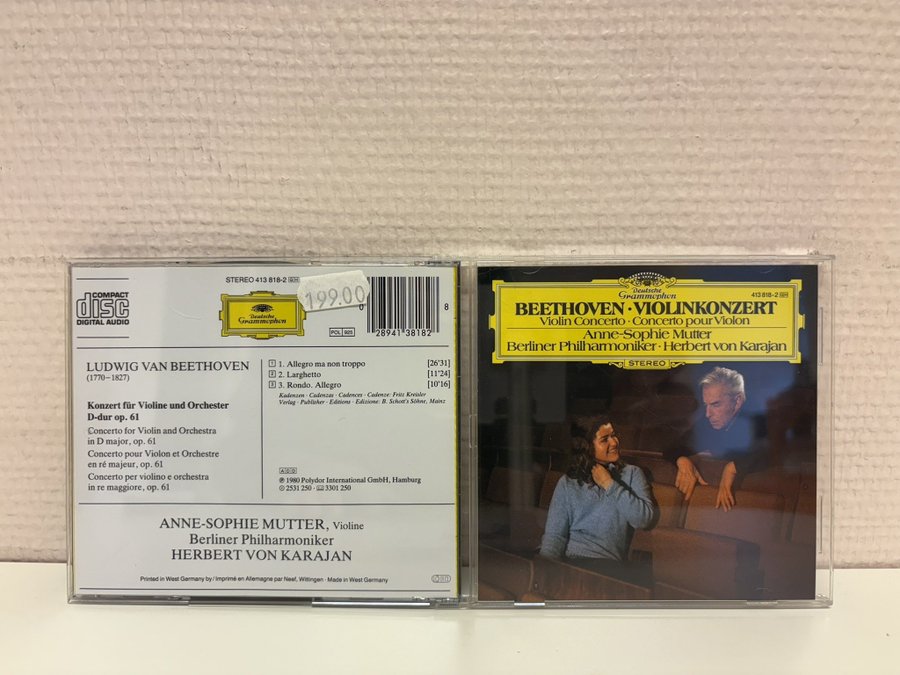 COMPACT
disc
DIGITAL AUDIO
STEREO 413 818-2 GH
Deutsche
Grammophon
199.00
0
8
28941 38182
POL 925
LUDWIG VAN BEETHOVEN
(1770–1827)
Konzert für Violine und Orchester
D-dur op. 61
Concerto for Violin and Orchestra
in D major, op. 61
Concerto pour Violon et Orchestre
en ré majeur, op. 61
Concerto per violino e orchestra
in re maggiore, op. 61
1 1. Allegro ma non troppo [26'31]
2 2. Larghetto [11'24]
3 3. Rondo. Allegro [10'16]
Kadenzen · Cadenzas · Cadences · Cadenze: Fritz Kreisler
Verlag · Publisher · Editions · Edizione: B. Schott's Söhne, Mainz
ADD
℗ 1980 Polydor International GmbH, Hamburg
2531 250 · 3301 250
ANNE-SOPHIE MUTTER, Violine
Berliner Philharmoniker
HERBERT VON KARAJAN
Printed in West Germany by / Imprimé en Allemagne par Neef, Wittingen · Made in West Germany
Deutsche
Grammophon
413 818-2 GH
BEETHOVEN · VIOLINKONZERT
Violin Concerto · Concerto pour Violon
Anne-Sophie Mutter
Berliner Philharmoniker · Herbert von Karajan
STEREO